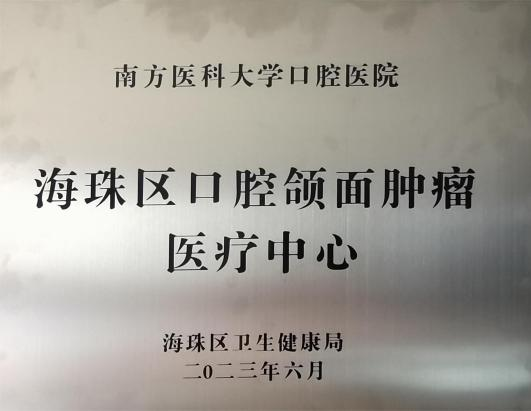 南方医科大学口腔医院
海珠区口腔颌面肿瘤
医疗中心
海珠区卫生健康局
二0二三年六月